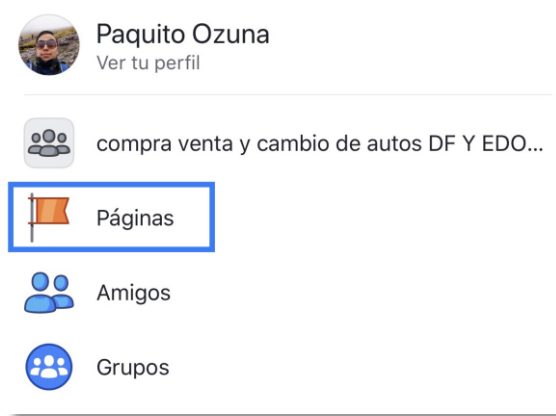 Paquito Ozuna
Ver tu perfil
compra venta y cambio de autos DF Y EDO...
Páginas
Amigos
Grupos